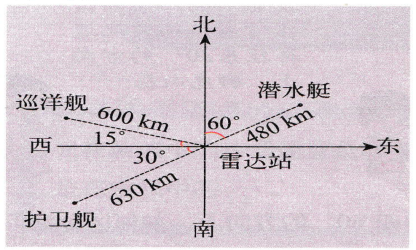 北
潜水艇
巡洋舰
600 km
60°
480 km
15°
西
东
30°
雷达站
630 km
护卫舰
南